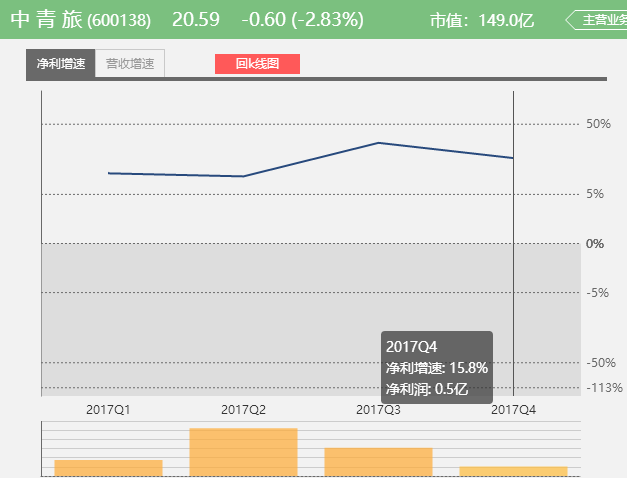 中青旅 (600138) 20.59 -0.60 (-2.83%) 市值：149.0亿 主营业务
净利增速 营收增速 回k线图
50%
5%
0%
-5%
2017Q4
净利增速: 15.8%
-50%
净利润: 0.5亿
-113%
2017Q1 2017Q2 2017Q3 2017Q4